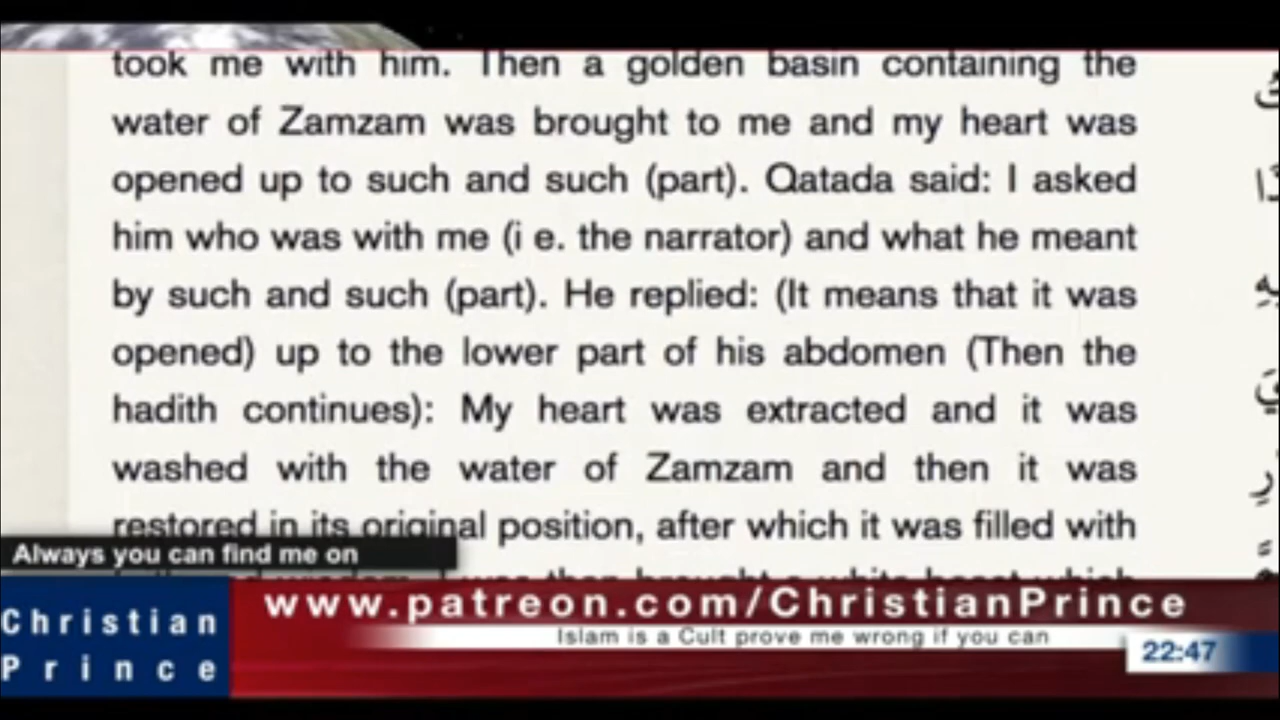 took me with him. Then a golden basin containing the
water of Zamzam was brought to me and my heart was
opened up to such and such (part). Qatada said: I asked
him who was with me (i e. the narrator) and what he meant
by such and such (part). He replied: (It means that it was
opened) up to the lower part of his abdomen (Then the
hadith continues): My heart was extracted and it was
washed with the water of Zamzam and then it was
restored in its original position, after which it was filled with
brought a white beast which
Always you can find me on
www.patreon.com/ChristianPrince
Christian
Prince
Islam is a Cult prove me wrong if you can
22:47